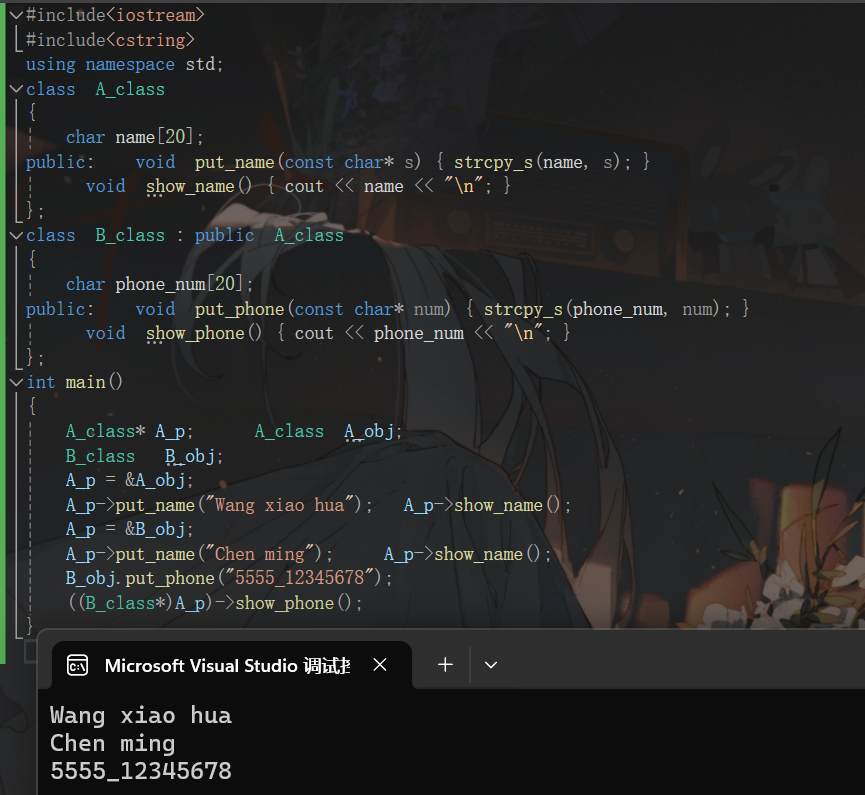 #include<iostream>
#include<cstring>
using namespace std;
class  A_class
{
    char name[20];
public:    void  put_name(const char* s) { strcpy_s(name, s); }
      void  show_name() { cout << name << "\n"; }
};
class  B_class : public  A_class
{
    char phone_num[20];
public:    void  put_phone(const char* num) { strcpy_s(phone_num, num); }
      void  show_phone() { cout << phone_num << "\n"; }
};
int main()
{
    A_class* A_p;      A_class  A_obj;
    B_class   B_obj;
    A_p = &A_obj;
    A_p->put_name("Wang xiao hua");   A_p->show_name();
    A_p = &B_obj;
    A_p->put_name("Chen ming");     A_p->show_name();
    B_obj.put_phone("5555_12345678");
    ((B_class*)A_p)->show_phone();
}
Microsoft Visual Studio 调试
Wang xiao hua
Chen ming
5555_12345678